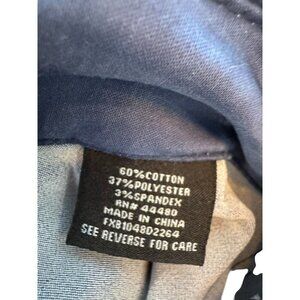 60%COTTON
37%POLYESTER
3%SPANDEX
RN# 44480
MADE IN CHINA
FX81048D2264
SEE REVERSE FOR CARE